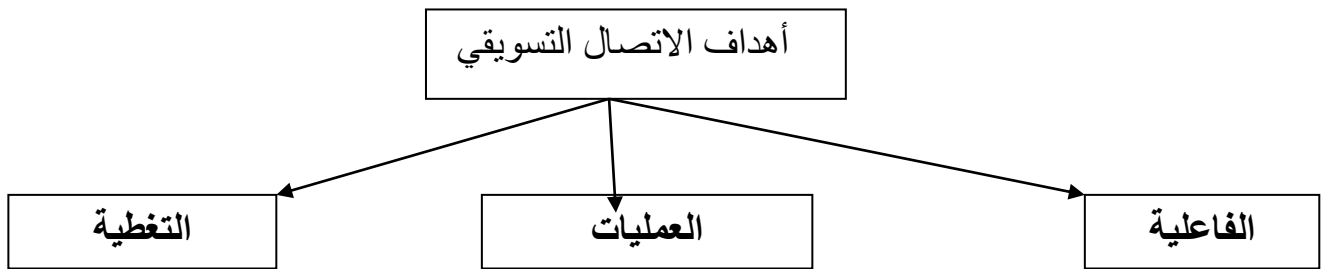 أهداف الاتصال التسويقي
الفاعلية
العمليات
التغطية